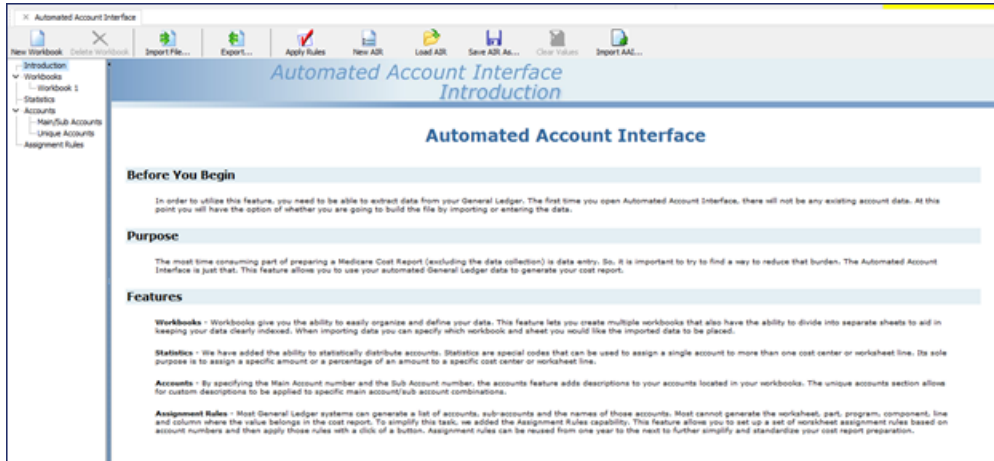 Automated Account Interface
New Workbook Delete Workbook Import File... Export... Apply Rules New AIR Load AIR Save AIR As... Clear Values Import AAI...
Introduction
Workbooks
Workbook 1
Statistics
Accounts
Main/Sub Accounts
Unique Accounts
Assignment Rules
Automated Account Interface
Introduction
Automated Account Interface
Before You Begin
In order to utilize this feature, you need to be able to extract data from your General Ledger. The first time you open Automated Account Interface, there will not be any existing account data. At this
point you will have the option of whether you are going to build the file by importing or entering the data.
Purpose
The most time consuming part of preparing a Medicare Cost Report (excluding the data collection) is data entry. So, it is important to try to find a way to reduce that burden. The Automated Account
Interface is just that. This feature allows you to use your automated General Ledger data to generate your cost report.
Features
Workbooks - Workbooks give you the ability to easily organize and define your data. This feature lets you create multiple workbooks that also have the ability to divide into separate sheets to aid in
keeping your data clearly indexed. When importing data you can specify which workbook and sheet you would like the imported data to be placed.
Statistics - We have added the ability to statistically distribute accounts. Statistics are special codes that can be used to assign a single account to more than one cost center or worksheet line. Its sole
purpose is to assign a specific amount or a percentage of an amount to a specific cost center or worksheet line.
Accounts - By specifying the Main Account number and the Sub Account number, the accounts feature adds descriptions to your accounts located in your workbooks. The unique accounts section allows
for custom descriptions to be applied to specific main account/sub account combinations.
Assignment Rules - Most General Ledger systems can generate a list of accounts, sub-accounts and the names of those accounts. Most cannot generate the worksheet, part, program, component, line
and column where the value belongs in the cost report. To simplify this task, we added the Assignment Rules capability. This feature allows you to set up a set of worksheet assignment rules based on
account numbers and then apply those rules with a click of a button. Assignment rules can be reused from one year to the next to further simplify and standardize your cost report preparation.